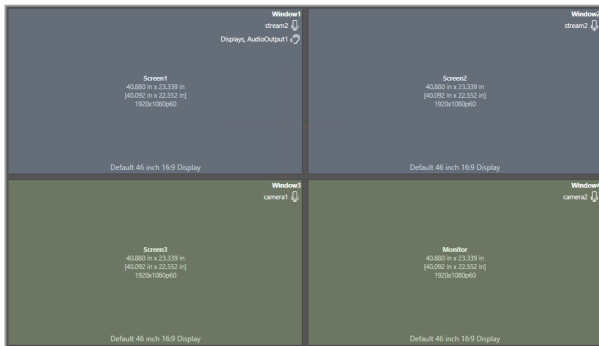 Window1
stream2
Displays, AudioOutput1
Screen1
40.880 in x 23.339 in
[40.092 in x 22.552 in]
1920x1080p60
Default 46 inch 16:9 Display
Window2
stream2
Screen2
40.880 in x 23.339 in
[40.092 in x 22.552 in]
1920x1080p60
Default 46 inch 16:9 Display
Window3
camera1
Screen3
40.880 in x 23.339 in
[40.092 in x 22.552 in]
1920x1080p60
Default 46 inch 16:9 Display
Window4
camera2
Monitor
40.880 in x 23.339 in
[40.092 in x 22.552 in]
1920x1080p60
Default 46 inch 16:9 Display